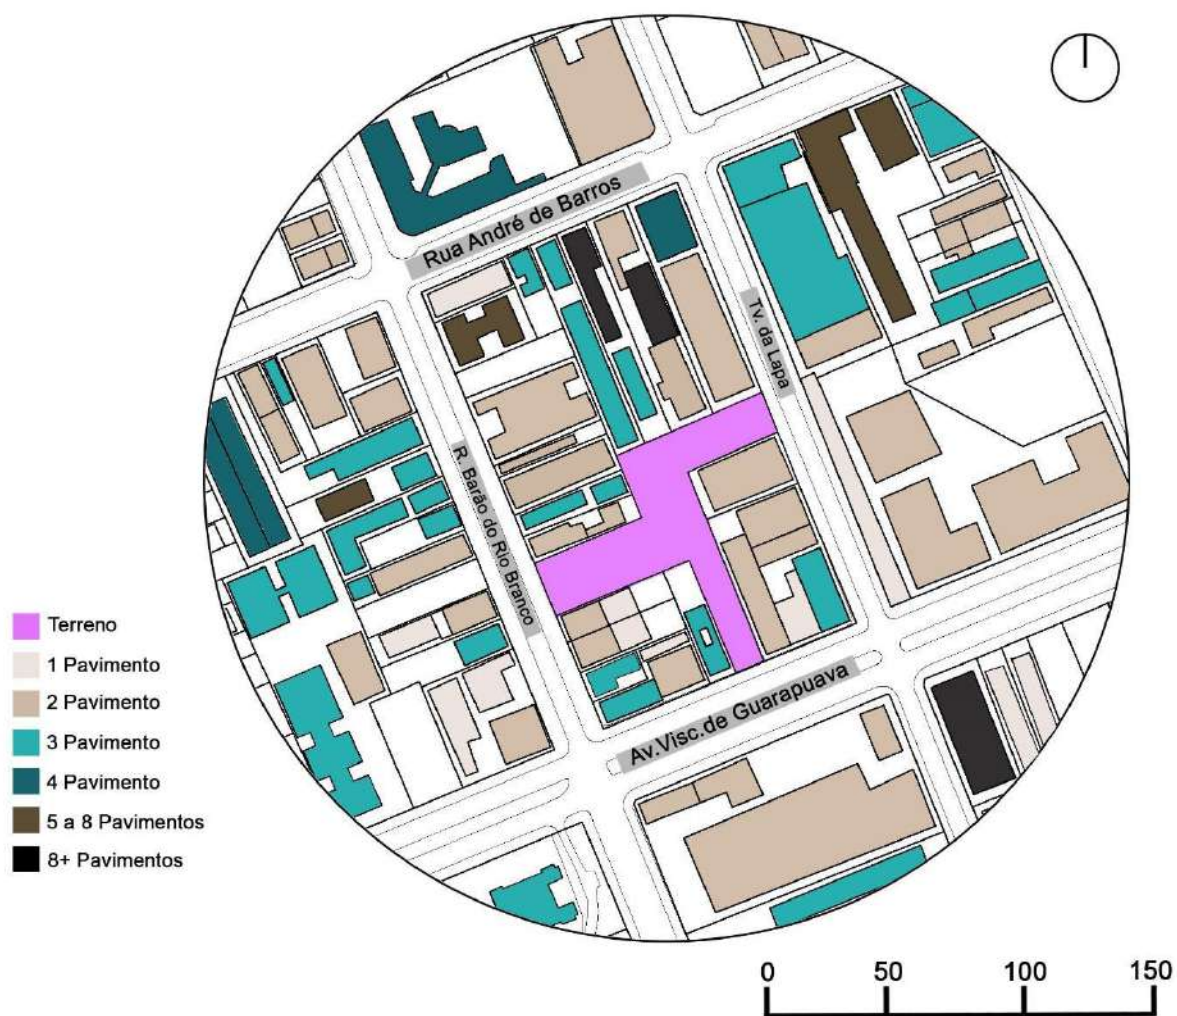 Rua André de Barros
Tv. da Lapa
R. Barão do Rio Branco
Av.Visc.de Guarapuava
Terreno
1 Pavimento
2 Pavimento
3 Pavimento
4 Pavimento
5 a 8 Pavimentos
8+ Pavimentos
0 50 100 150